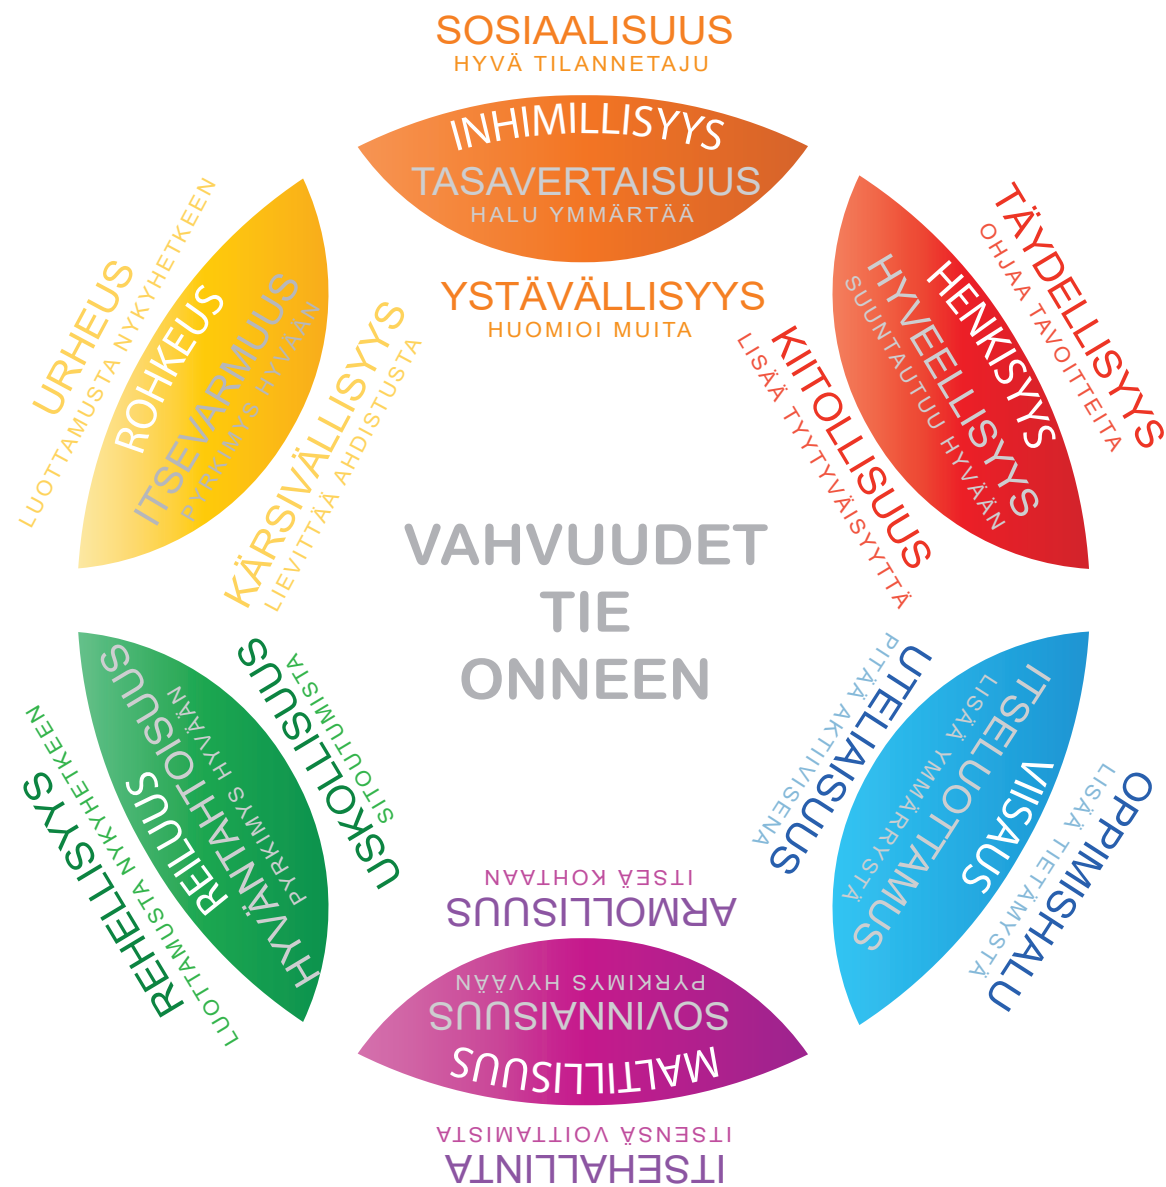 SOSIAALISUUS
HYVÄ TILANNETAJU
INHIMILLISYYS
TASAVERTAISUUS
HALU YMMÄRTÄÄ
YSTÄVÄLLISYYS
HUOMIOI MUITA
TÄYDELLISYYS
OHJAA TAVOITTEITA
HENKISYYS
HYVEELLISYYS
SUUNTAUTUU HYVÄÄN
KIITOLLISUUS
LISÄÄ TYYTYVÄISYYTTÄ
OPPIMISHALU
LISÄÄ TIETÄMYSTÄ
VIISAUS
ITSELUOTTAMUS
LISÄÄ YMMÄRRYSTÄ
UTELIAISUUS
PITÄÄ AKTIIVISENA
ITSEHALLINTA
ITSENSÄ VOITTAMISTA
MALTILLISUUS
SOVINNAISUUS
PYRKIMYS HYVÄÄN
ARMOLLISUUS
ITSEÄ KOHTAAN
REHELLISYYS
LUOTTAMUSTA NYKYHETKEEN
REILUUS
HYVÄNTAHTOISUUS
PYRKIMYS HYVÄÄN
USKOLLISUUS
SITOUTUMISTA
URHEUS
LUOTTAMUSTA NYKYHETKEEN
ROHKEUS
ITSEVARMUUS
PYRKIMYS HYVÄÄN
KÄRSIVÄLLISYYS
LIEVITTÄÄ AHDISTUSTA
VAHVUUDET
TIE
ONNEEN